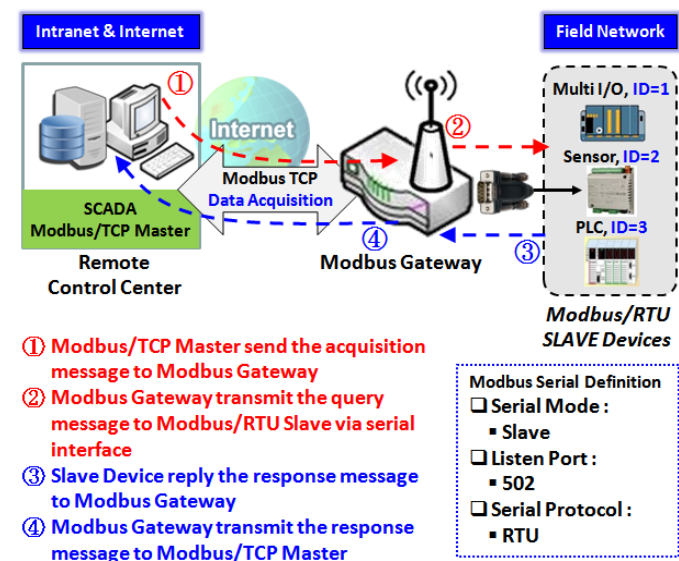 Intranet & Internet
Field Network
①
Internet
②
Multi I/O, ID=1
Sensor, ID=2
PLC, ID=3
Modbus TCP
Data Acquisition
SCADA
Modbus/TCP Master
④
③
Remote
Control Center
Modbus Gateway
Modbus/RTU
SLAVE Devices
① Modbus/TCP Master send the acquisition
message to Modbus Gateway
② Modbus Gateway transmit the query
message to Modbus/RTU Slave via serial
interface
③ Slave Device reply the response message
to Modbus Gateway
④ Modbus Gateway transmit the response
message to Modbus/TCP Master
Modbus Serial Definition
❑ Serial Mode :
▪ Slave
❑ Listen Port :
▪ 502
❑ Serial Protocol :
▪ RTU